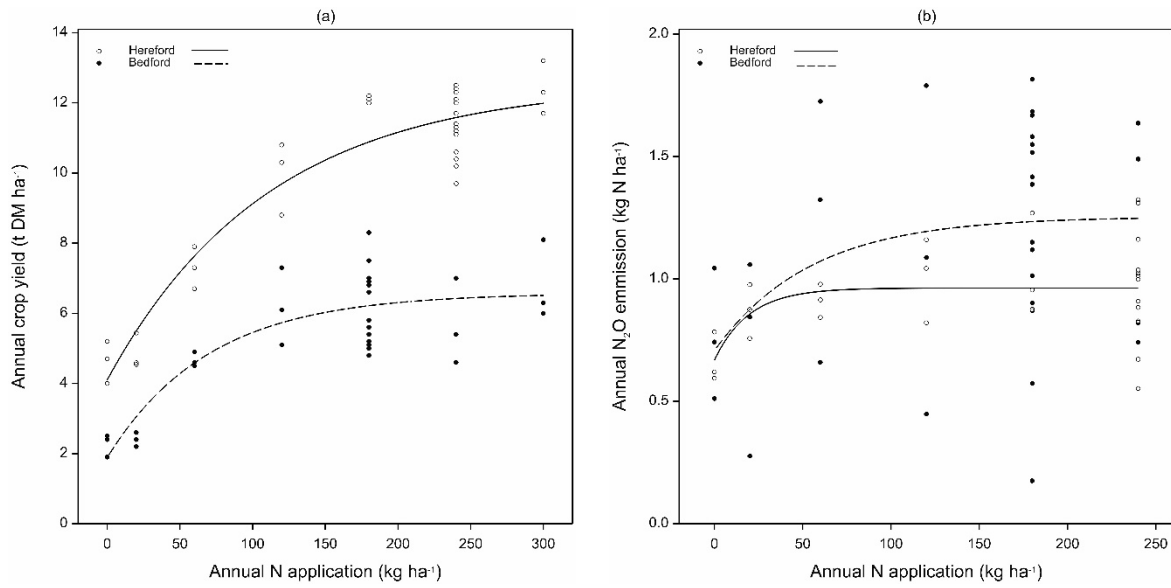 (a)
Hereford
Bedford
14
12
10
8
6
4
2
0
Annual crop yield (t DM ha⁻¹)
0 50 100 150 200 250 300
Annual N application (kg ha⁻¹)
(b)
Hereford
Bedford
2.0
1.5
1.0
0.5
0.0
Annual N₂O emmission (kg N ha⁻¹)
0 50 100 150 200 250
Annual N application (kg ha⁻¹)